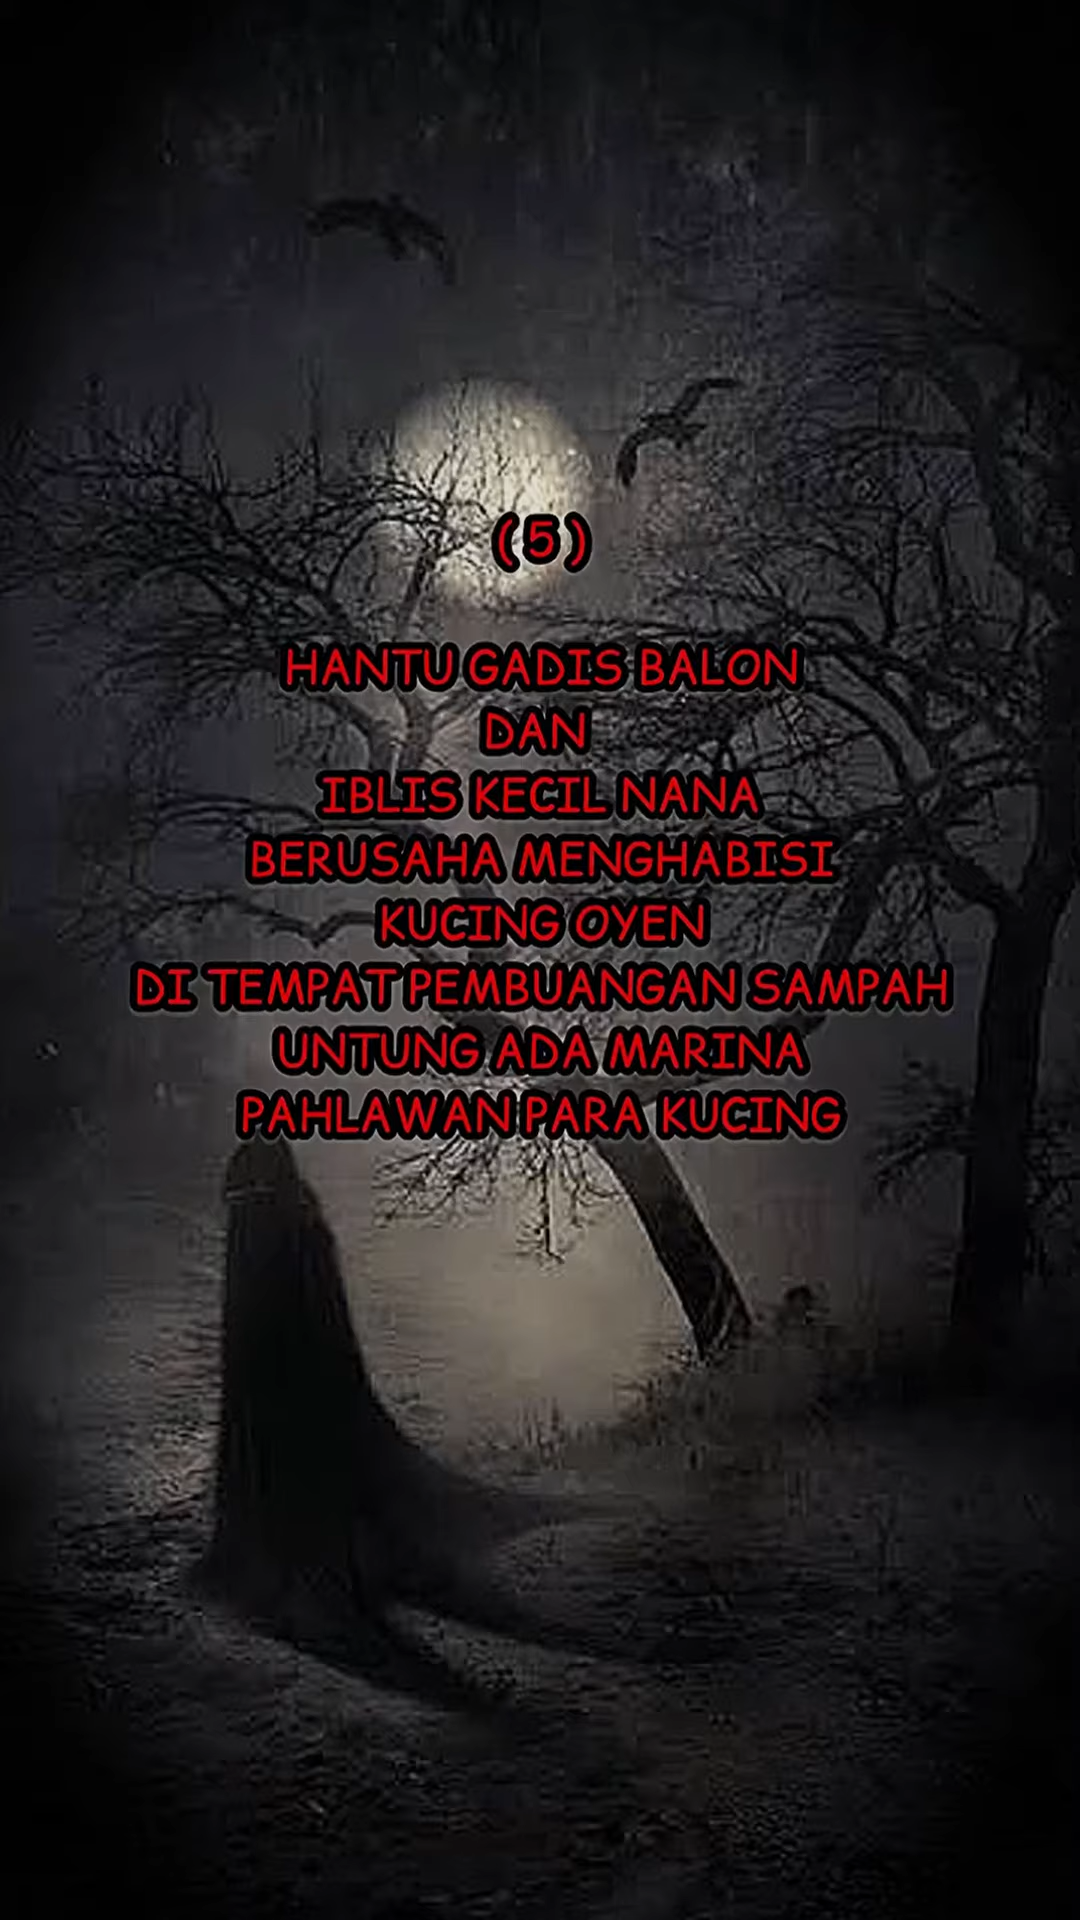 (5)
HANTU GADIS BALON
DAN
IBLIS KECIL NANA
BERUSAHA MENGHABISI
KUCING OYEN
DI TEMPAT PEMBUANGAN SAMPAH
UNTUNG ADA MARINA
PAHLAWAN PARA KUCING